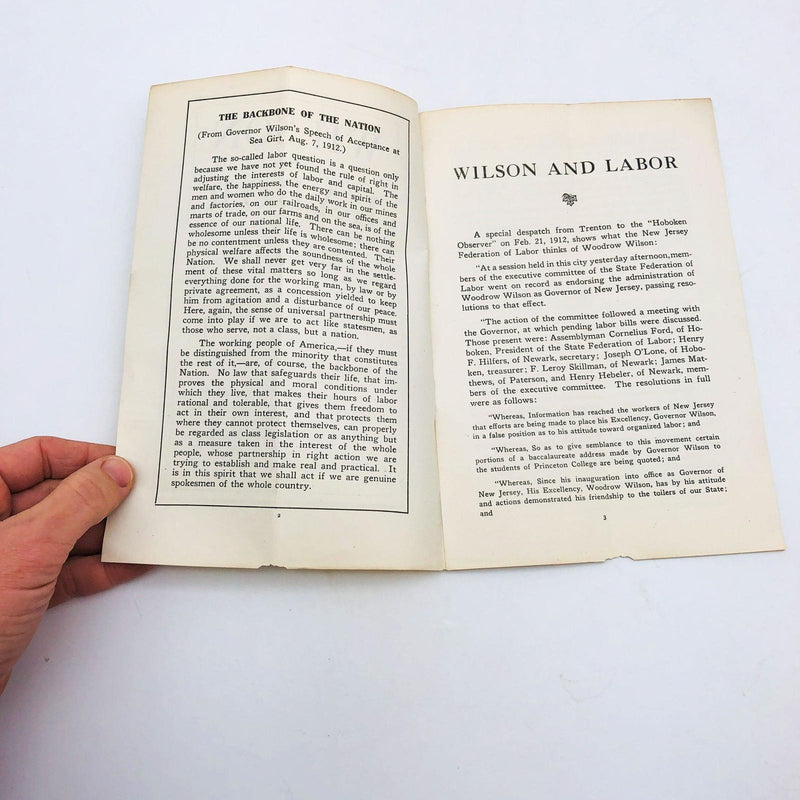 THE BACKBONE OF THE NATION
(From Governor Wilson's Speech of Acceptance at
Sea Girt, Aug. 7, 1912.)
The so-called labor question is a question only
because we have not yet found the rule of right in
adjusting the interests of labor and capital. The
welfare, the happiness, the energy and spirit of the
men and women who do the daily work in our mines
and factories, on our railroads, in our offices and
marts of trade, on our farms and on the sea, is of the
essence of our national life. There can be nothing
wholesome unless their life is wholesome; there can
be no contentment unless they are contented. Their
physical welfare affects the soundness of the whole
Nation. We shall never get very far in the settle-
ment of these vital matters so long as we regard
everything done for the working man, by law or by
private agreement, as a concession yielded to keep
him from agitation and a disturbance of our peace.
Here, again, the sense of universal partnership must
come into play if we are to act like statesmen, as
those who serve, not a class, but a nation.
The working people of America,—if they must
be distinguished from the minority that constitutes
the rest of it,—are, of course, the backbone of the
Nation. No law that safeguards their life, that im-
proves the physical and moral conditions under
which they live, that makes their hours of labor
rational and tolerable, that gives them freedom to
act in their own interest, and that protects them
where they cannot protect themselves, can properly
be regarded as class legislation or as anything but
as a measure taken in the interest of the whole
people, whose partnership in right action we are
trying to establish and make real and practical. It
is in this spirit that we shall act if we are genuine
spokesmen of the whole country.
2
WILSON AND LABOR
A special despatch from Trenton to the "Hoboken
Observer" on Feb. 21, 1912, shows what the New Jersey
Federation of Labor thinks of Woodrow Wilson:
"At a session held in this city yesterday afternoon, mem-
bers of the executive committee of the State Federation of
Labor went on record as endorsing the administration of
Woodrow Wilson as Governor of New Jersey, passing reso-
lutions to that effect.
"The action of the committee followed a meeting with
the Governor, at which pending labor bills were discussed.
Those present were: Assemblyman Cornelius Ford, of Ho-
boken, President of the State Federation of Labor; Henry
F. Hilfers, of Newark, secretary; Joseph O'Lone, of Hobo-
ken, treasurer; F. Leroy Skillman, of Newark; James Mat-
thews, of Paterson, and Henry Hebeler, of Newark, mem-
bers of the executive committee. The resolutions in full
were as follows:
"Whereas, Information has reached the workers of New Jersey
that efforts are being made to place his Excellency, Governor Wilson,
in a false position as to his attitude toward organized labor; and
"Whereas, So as to give semblance to this movement certain
portions of a baccalaureate address made by Governor Wilson to
the students of Princeton College are being quoted; and
"Whereas, Since his inauguration into office as Governor of
New Jersey, His Excellency, Woodrow Wilson, has by his attitude
and actions demonstrated his friendship to the toilers of our State;
and
3